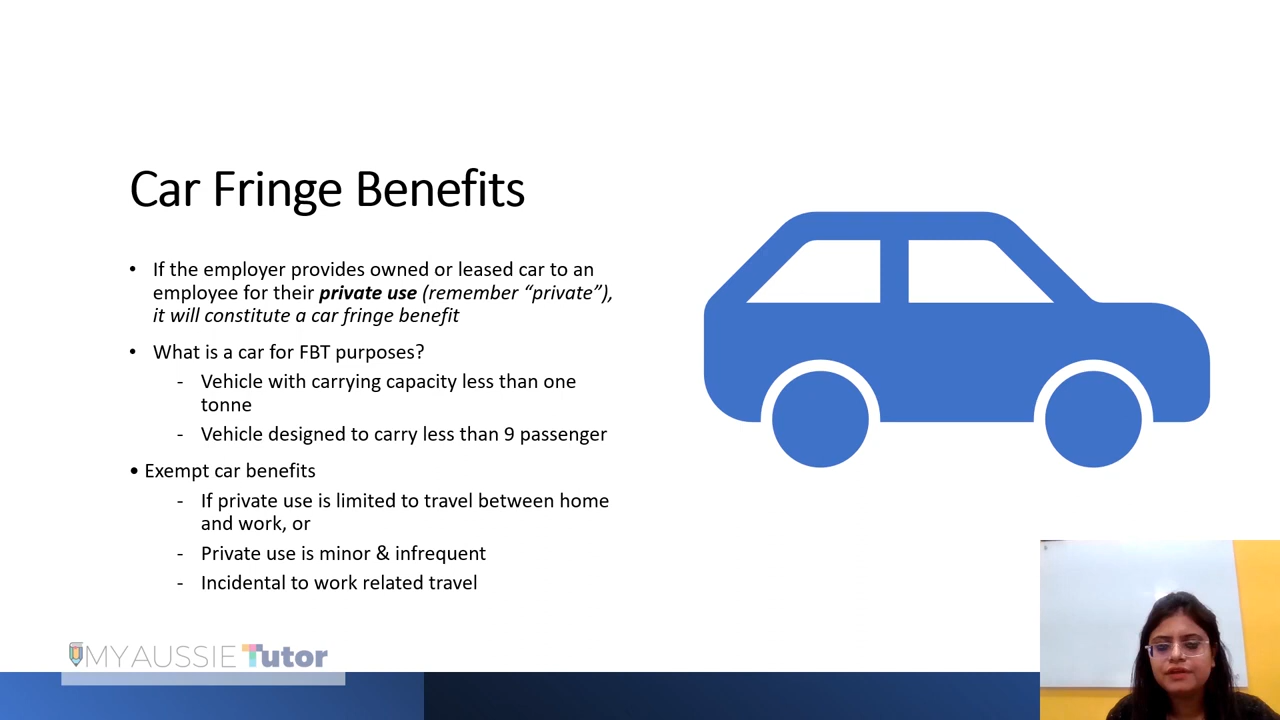 Car Fringe Benefits
• If the employer provides owned or leased car to an
employee for their private use (remember “private”),
it will constitute a car fringe benefit
• What is a car for FBT purposes?
- Vehicle with carrying capacity less than one
tonne
- Vehicle designed to carry less than 9 passenger
• Exempt car benefits
- If private use is limited to travel between home
and work, or
- Private use is minor & infrequent
- Incidental to work related travel
MY AUSSIE Tutor